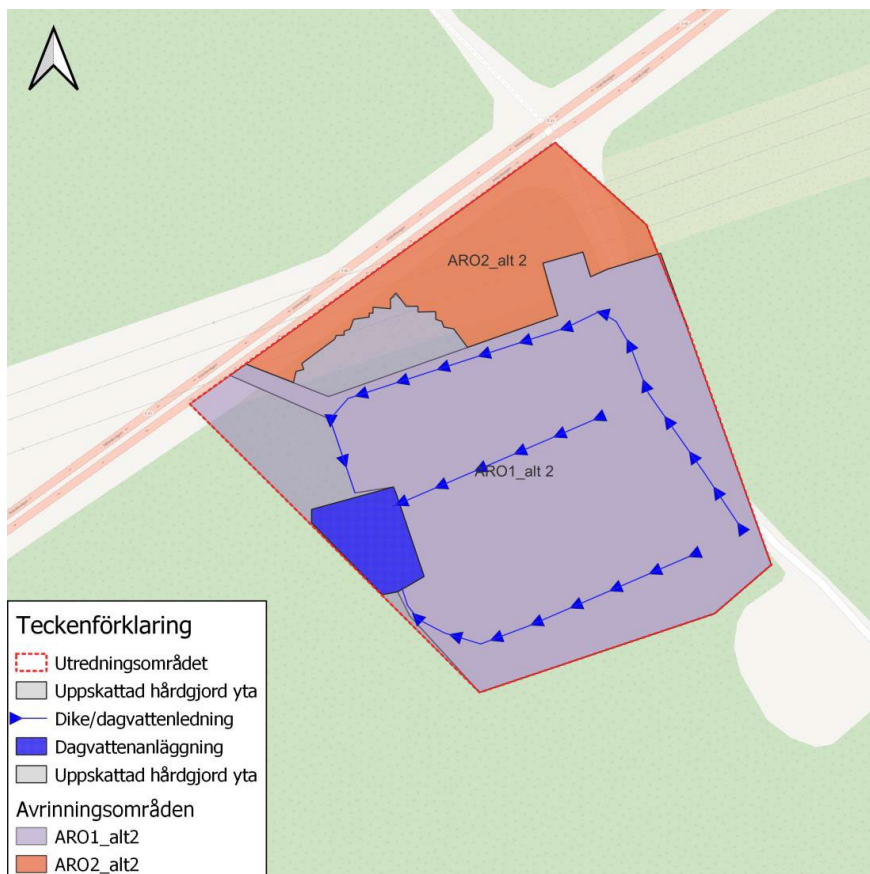 ARO2_alt 2
ARO1_alt 2
Teckenförklaring
Utredningsområdet
Uppskattad hårdgjord yta
Dike/dagvattenledning
Dagvattenanläggning
Uppskattad hårdgjord yta
Avrinningsområden
ARO1_alt2
ARO2_alt2